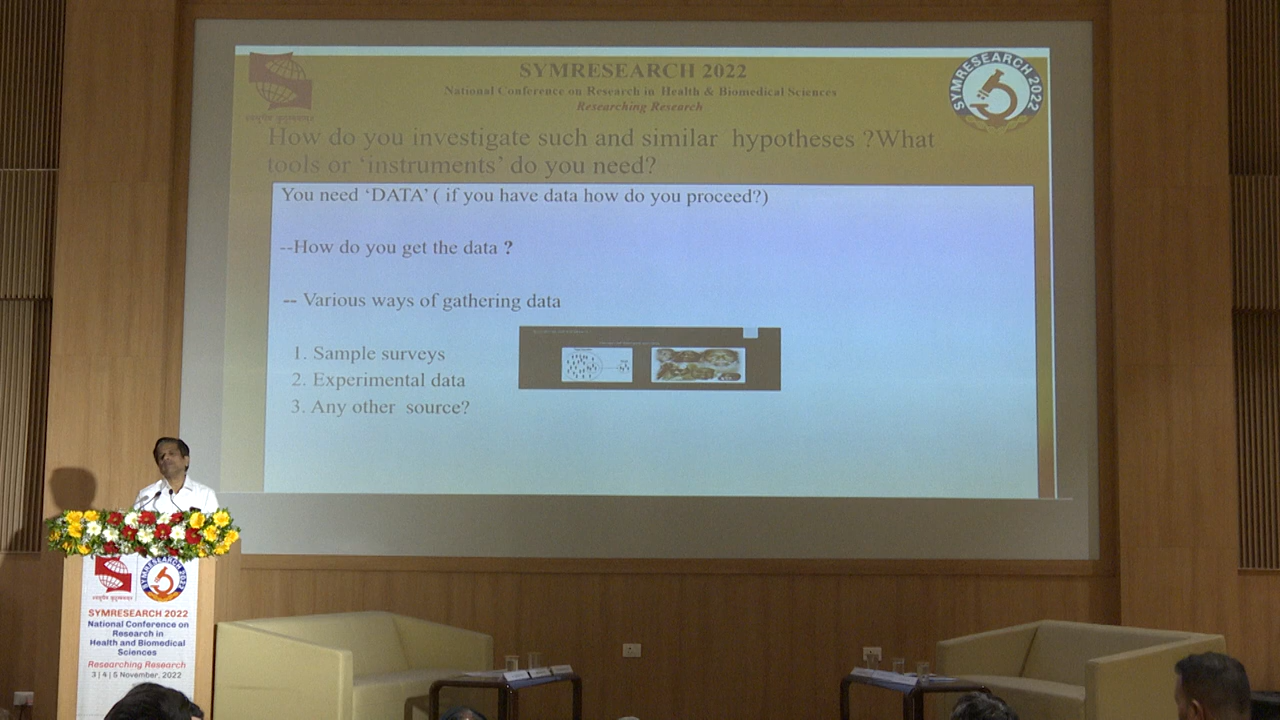 SYMRESEARCH 2022
National Conference on Research in Health & Biomedical Sciences
Researching Research
SYMRESEARCH 2022
How do you investigate such and similar hypotheses ?What
tools or ‘instruments’ do you need?
You need ‘DATA’ ( if you have data how do you proceed?)
--How do you get the data ?
-- Various ways of gathering data
1. Sample surveys
2. Experimental data
3. Any other source?
SYMRESEARCH 2022
SYMRESEARCH 2022
National Conference on
Research in
Health and Biomedical
Sciences
Researching Research
3 | 4 | 5 November, 2022